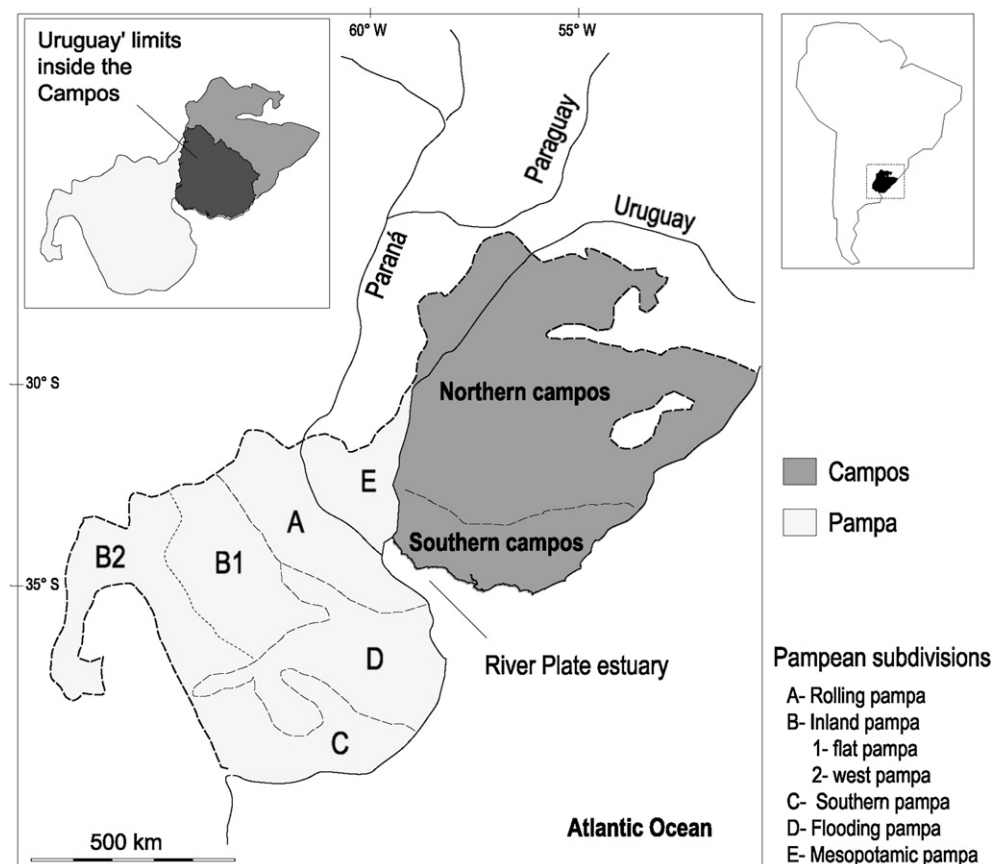 60° W
55° W
Uruguay' limits
inside the
Campos
Paraguay
Uruguay
Paraná
30° S
Northern campos
E
A
Southern campos
B2
B1
35° S
D
River Plate estuary
C
Atlantic Ocean
500 km
Campos
Pampa
Pampean subdivisions
A- Rolling pampa
B- Inland pampa
1- flat pampa
2- west pampa
C- Southern pampa
D- Flooding pampa
E- Mesopotamic pampa